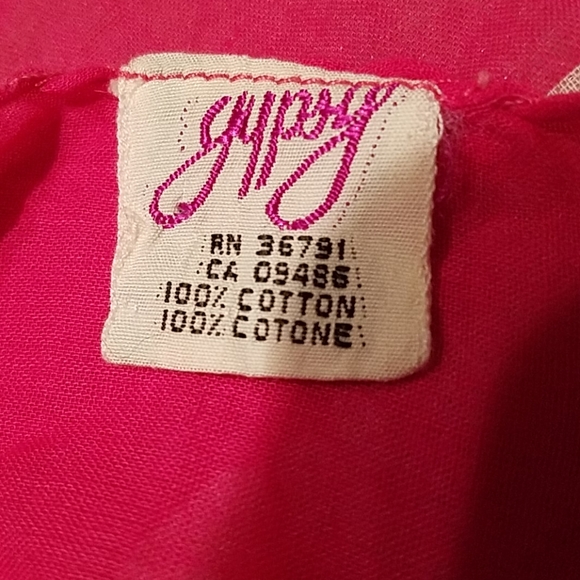 gypsy
RN 36791
CA 09486
100% COTTON
100% COTONE